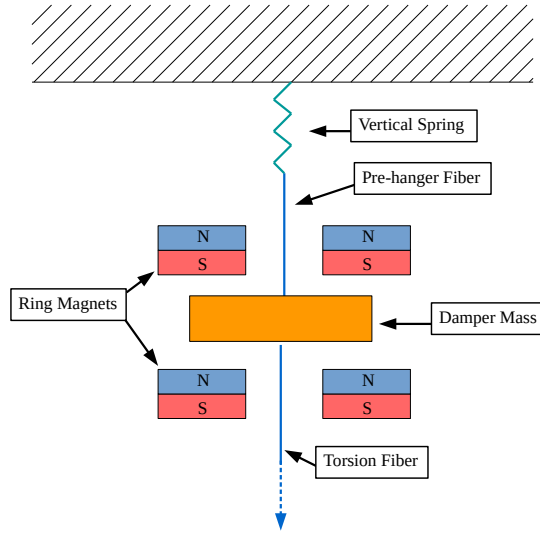 Vertical Spring
Pre-hanger Fiber
N
N
S
S
Ring Magnets
Damper Mass
N
N
S
S
Torsion Fiber